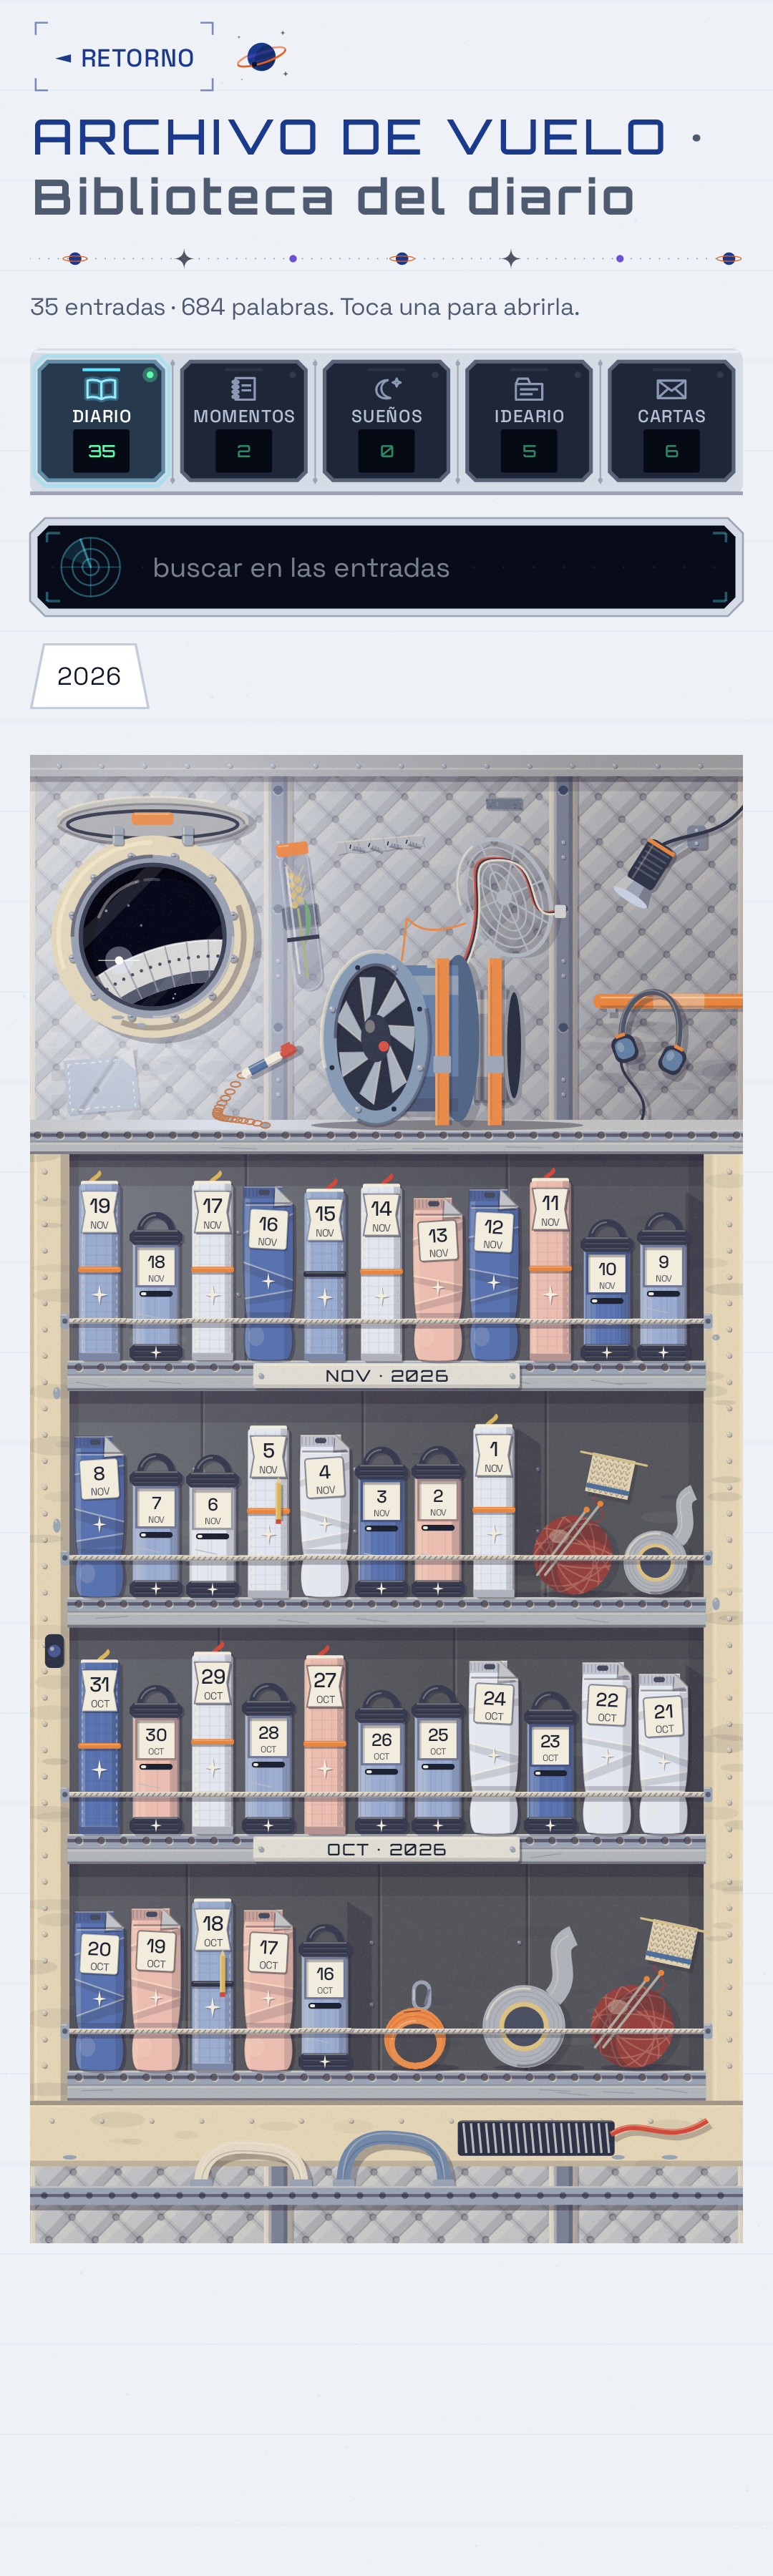 ◄ RETORNO
ARCHIVO DE VUELO ·
Biblioteca del diario
35 entradas · 684 palabras. Toca una para abrirla.
DIARIO
35
MOMENTOS
2
SUEÑOS
0
IDEARIO
5
CARTAS
6
buscar en las entradas
2026
19 NOV
18 NOV
17 NOV
16 NOV
15 NOV
14 NOV
13 NOV
12 NOV
11 NOV
10 NOV
9 NOV
NOV · 2026
8 NOV
7 NOV
6 NOV
5 NOV
4 NOV
3 NOV
2 NOV
1 NOV
31 OCT
30 OCT
29 OCT
28 OCT
27 OCT
26 OCT
25 OCT
24 OCT
23 OCT
22 OCT
21 OCT
OCT · 2026
20 OCT
19 OCT
18 OCT
17 OCT
16 OCT